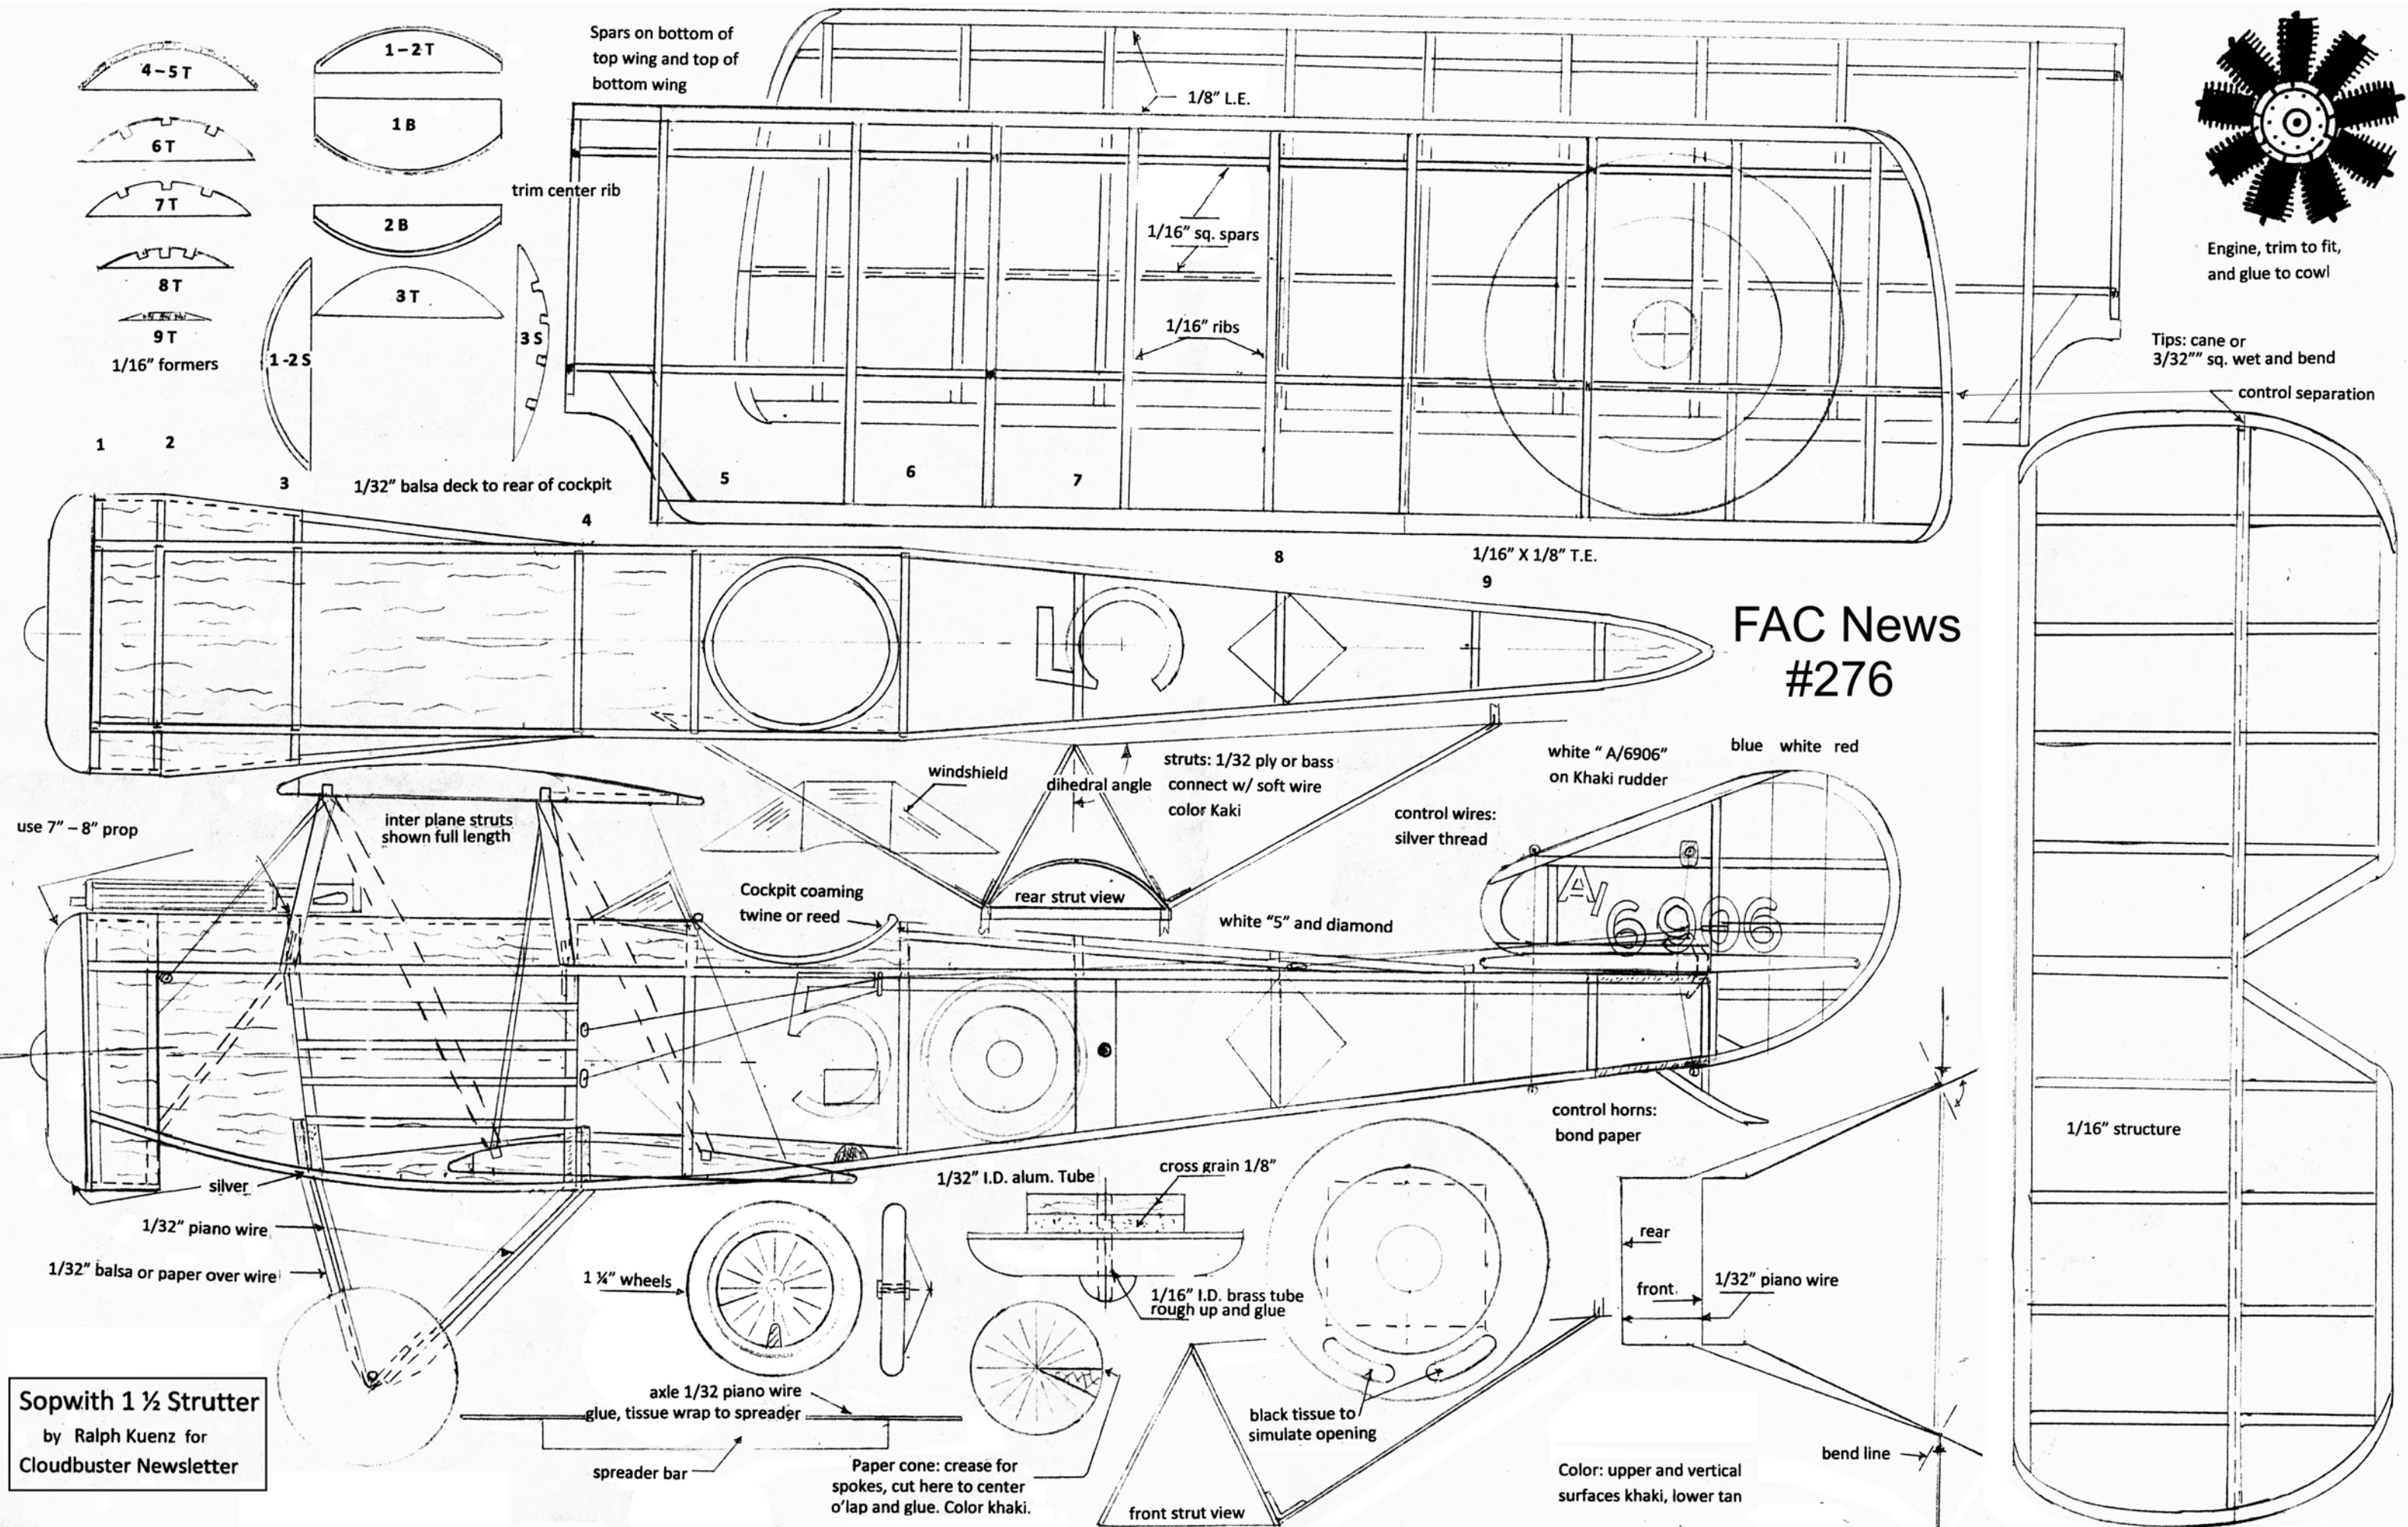 4-5 T
1-2 T
Spars on bottom of
top wing and top of
bottom wing
1/8" L.E.
1 B
6 T
trim center rib
7 T
2 B
1/16" sq. spars
Engine, trim to fit,
and glue to cowl
8 T
3 T
9 T
1/16" formers
1-2 S
3 S
1/16" ribs
Tips: cane or
3/32"" sq. wet and bend
control separation
1
2
3
1/32" balsa deck to rear of cockpit
4
5
6
7
8
1/16" X 1/8" T.E.
9
5
FAC News
#276
windshield
dihedral angle
struts: 1/32 ply or bass
connect w/ soft wire
color Kaki
white " A/6906"
on Khaki rudder
blue white red
use 7" – 8" prop
inter plane struts
shown full length
control wires:
silver thread
Cockpit coaming
twine or reed
rear strut view
white "5" and diamond
A/
6906
5
control horns:
bond paper
1/16" structure
silver
1/32" I.D. alum. Tube
cross grain 1/8"
1/32" piano wire
1/32" balsa or paper over wire
1 ¼" wheels
1/16" I.D. brass tube
rough up and glue
rear
front
1/32" piano wire
Sopwith 1 ½ Strutter
by Ralph Kuenz for
Cloudbuster Newsletter
axle 1/32 piano wire
glue, tissue wrap to spreader
spreader bar
Paper cone: crease for
spokes, cut here to center
o'lap and glue. Color khaki.
black tissue to
simulate opening
front strut view
bend line
Color: upper and vertical
surfaces khaki, lower tan